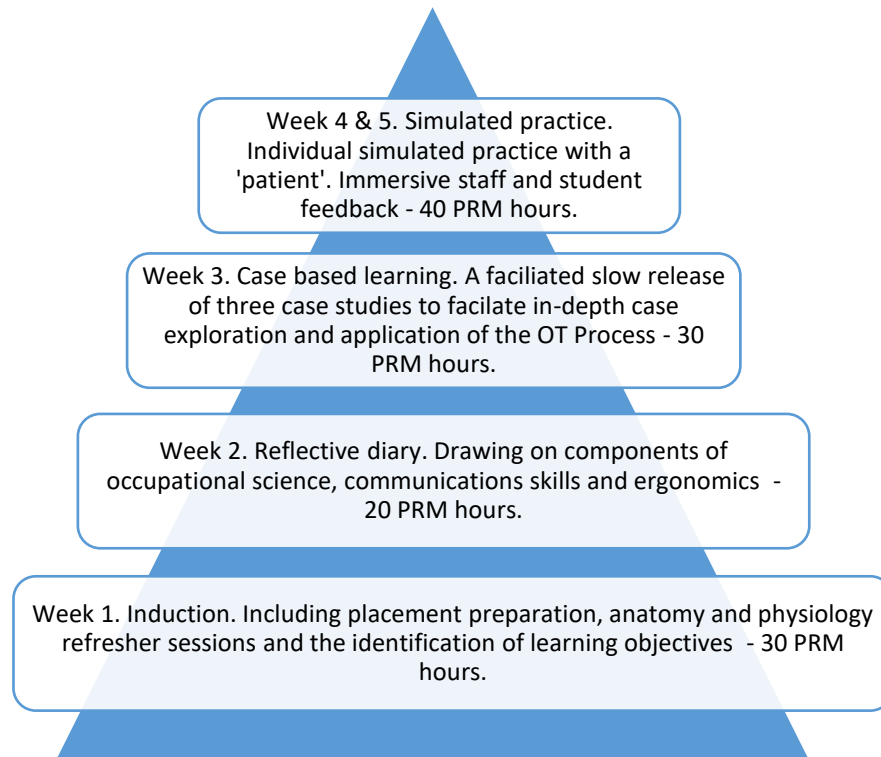 Week 4 & 5. Simulated practice.
Individual simulated practice with a
'patient'. Immersive staff and student
feedback - 40 PRM hours.
Week 3. Case based learning. A faciliated slow release
of three case studies to facilate in-depth case
exploration and application of the OT Process - 30
PRM hours.
Week 2. Reflective diary. Drawing on components of
occupational science, communications skills and ergonomics  -
20 PRM hours.
Week 1. Induction. Including placement preparation, anatomy and physiology
refresher sessions and the identification of learning objectives  - 30 PRM
hours.